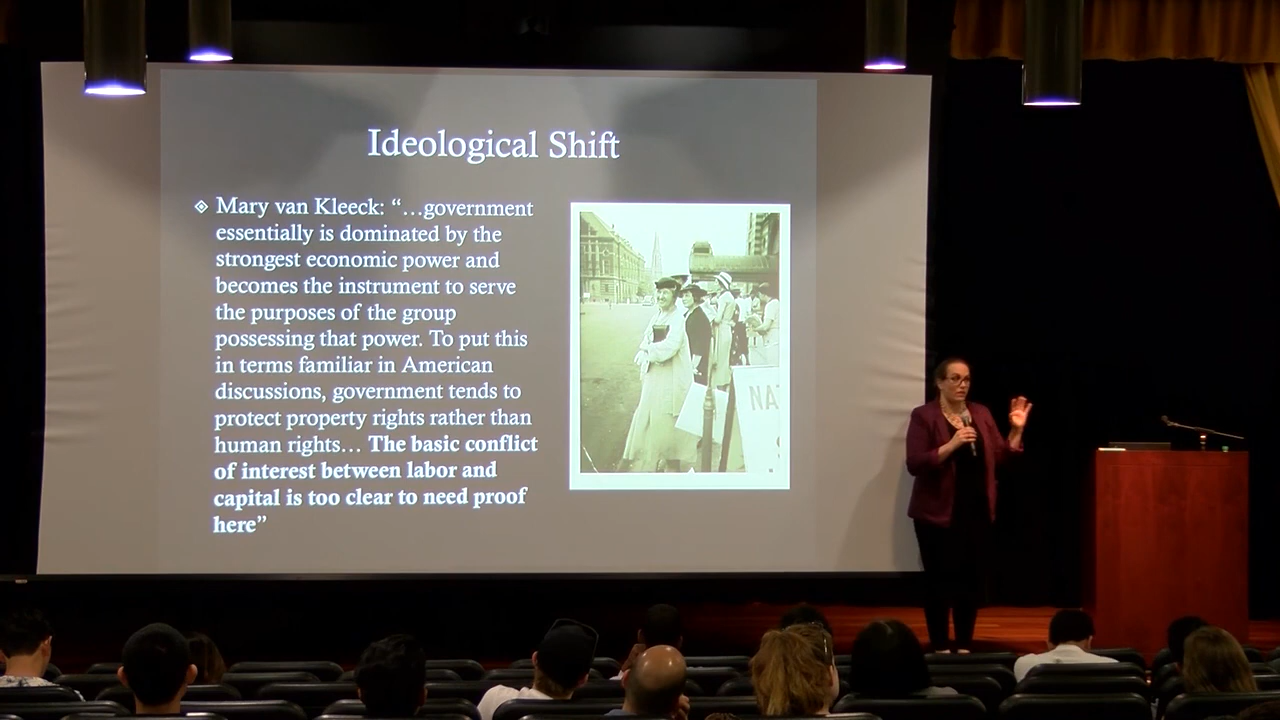 Ideological Shift
Mary van Kleeck: “…government
essentially is dominated by the
strongest economic power and
becomes the instrument to serve
the purposes of the group
possessing that power. To put this
in terms familiar in American
discussions, government tends to
protect property rights rather than
human rights… The basic conflict
of interest between labor and
capital is too clear to need proof
here”
NA